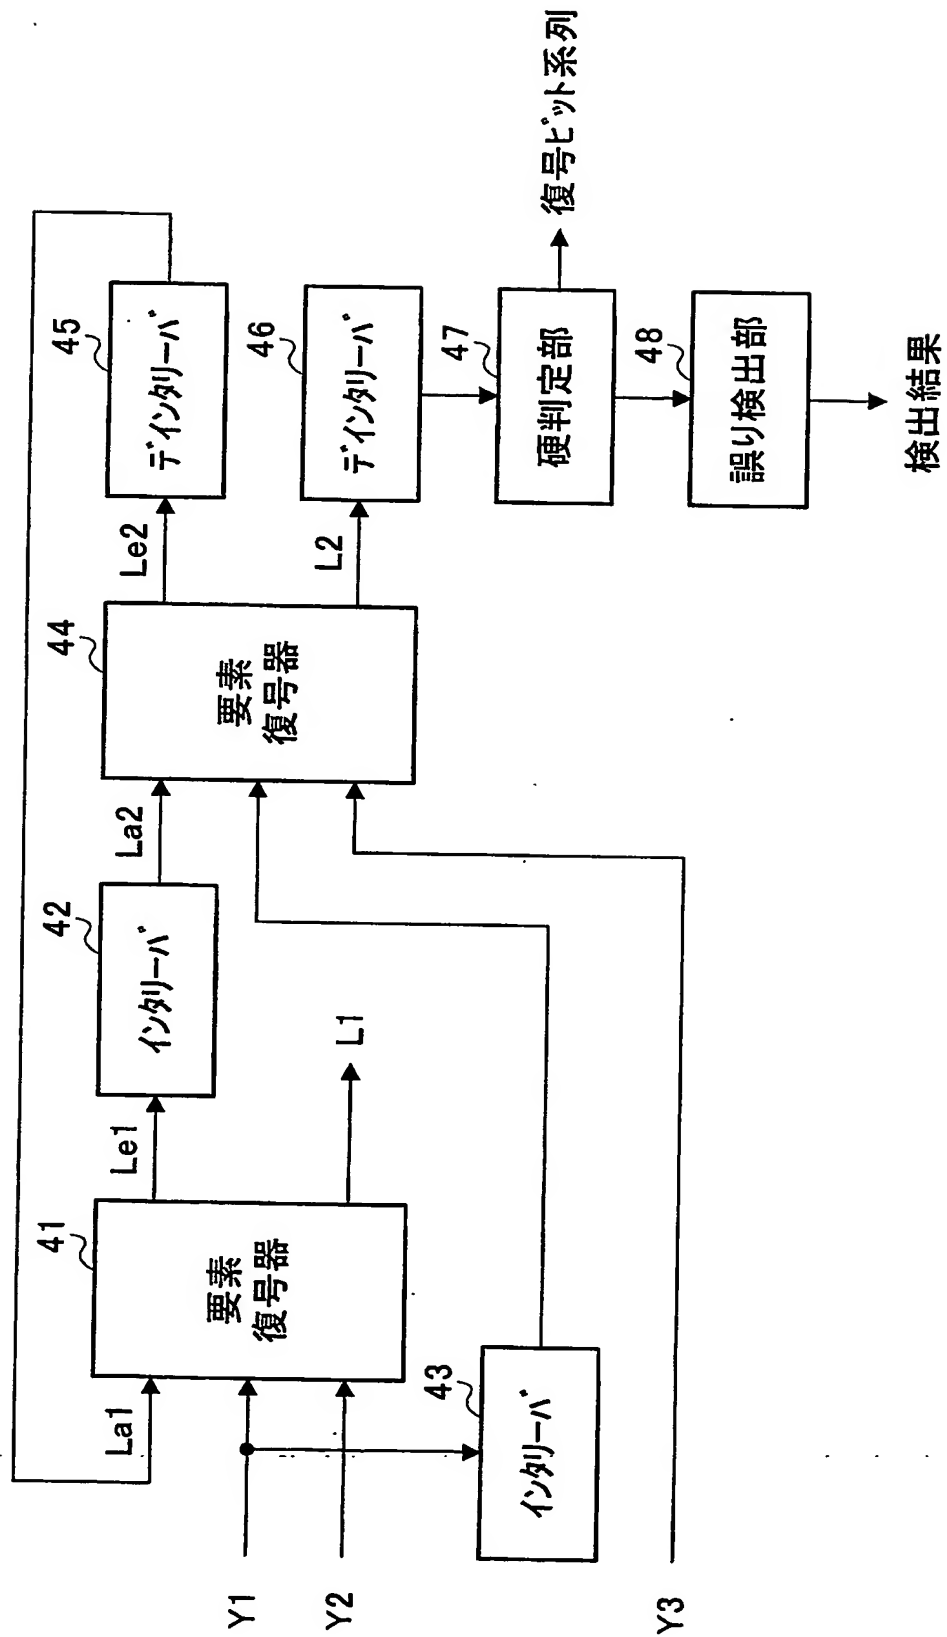 45
デインタリーバ
Le2
44
要素
復号器
La2
42
インタリーバ
Le1
41
要素
復号器
La1
L1
L2
46
デインタリーバ
47
硬判定部
復号ビット系列
48
誤り検出部
検出結果
43
インタリーバ
Y1
Y2
Y3